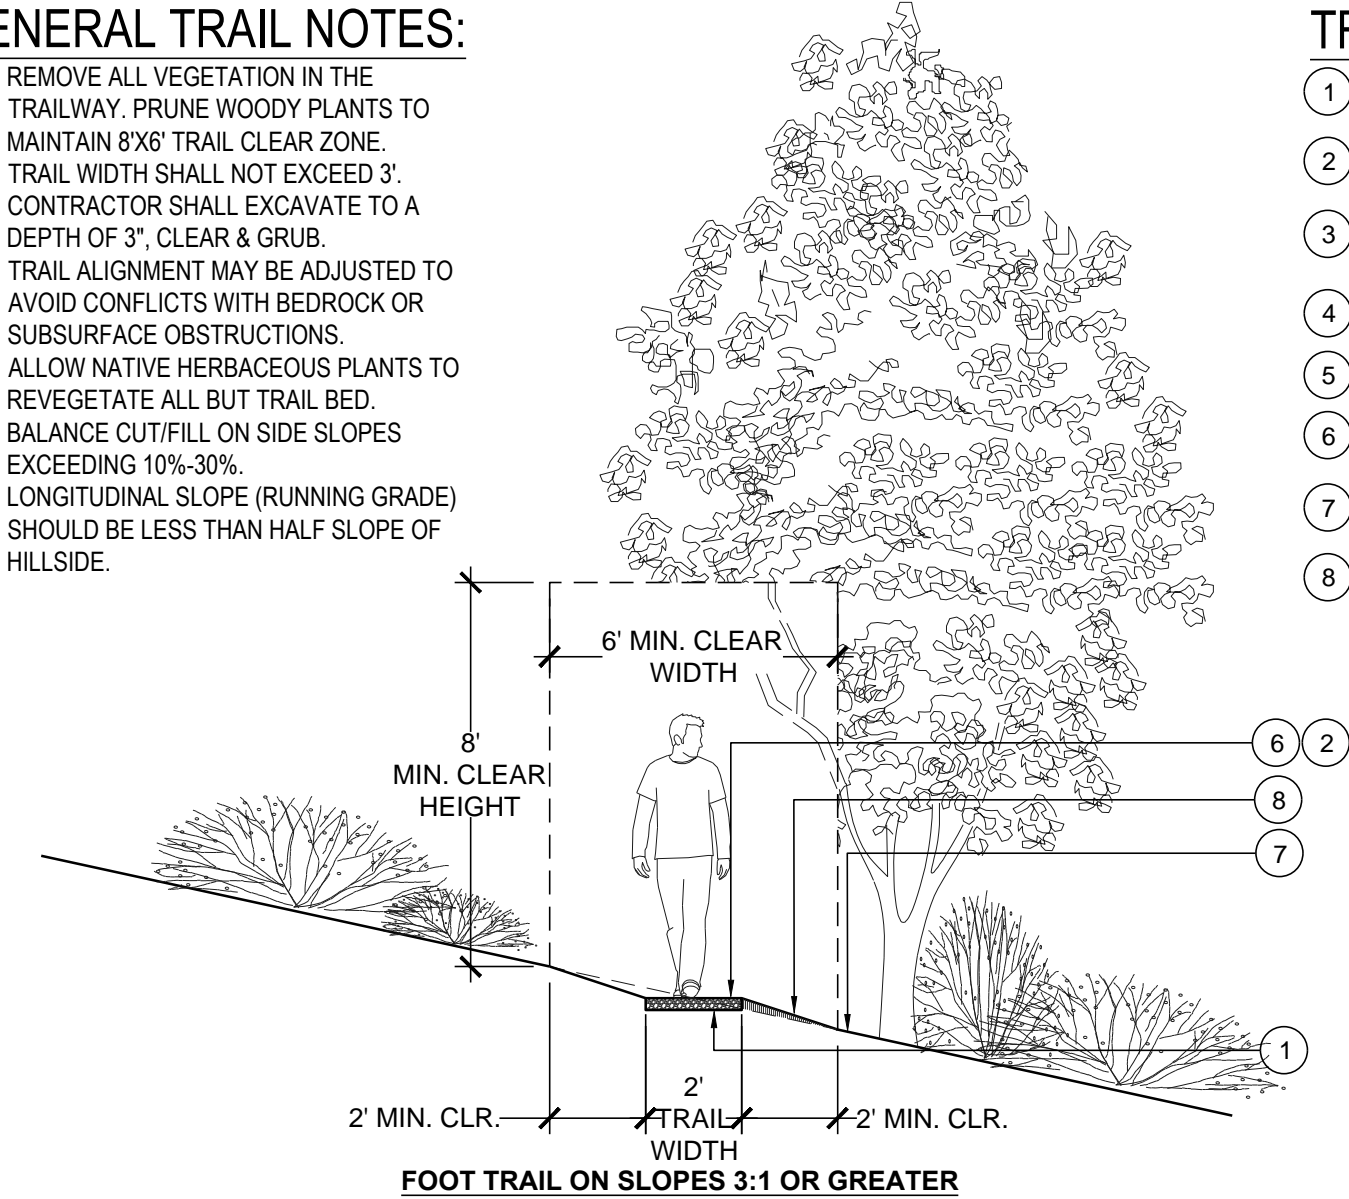 ENERAL TRAIL NOTES:
REMOVE ALL VEGETATION IN THE
TRAILWAY. PRUNE WOODY PLANTS TO
MAINTAIN 8'X6' TRAIL CLEAR ZONE.
TRAIL WIDTH SHALL NOT EXCEED 3'.
CONTRACTOR SHALL EXCAVATE TO A
DEPTH OF 3", CLEAR & GRUB.
TRAIL ALIGNMENT MAY BE ADJUSTED TO
AVOID CONFLICTS WITH BEDROCK OR
SUBSURFACE OBSTRUCTIONS.
ALLOW NATIVE HERBACEOUS PLANTS TO
REVEGETATE ALL BUT TRAIL BED.
BALANCE CUT/FILL ON SIDE SLOPES
EXCEEDING 10%-30%.
LONGITUDINAL SLOPE (RUNNING GRADE)
SHOULD BE LESS THAN HALF SLOPE OF
HILLSIDE.
1
2
3
4
5
6
7
8
6' MIN. CLEAR
WIDTH
8'
MIN. CLEAR
HEIGHT
6 2
8
7
1
2' MIN. CLR.
2'
TRAIL
WIDTH
2' MIN. CLR.
FOOT TRAIL ON SLOPES 3:1 OR GREATER